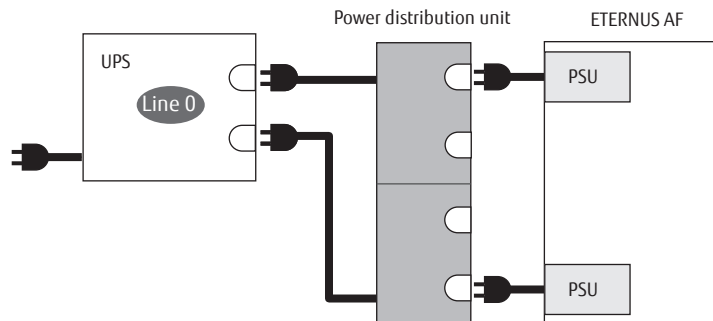 Power distribution unit
ETERNUS AF
UPS
Line 0
PSU
PSU